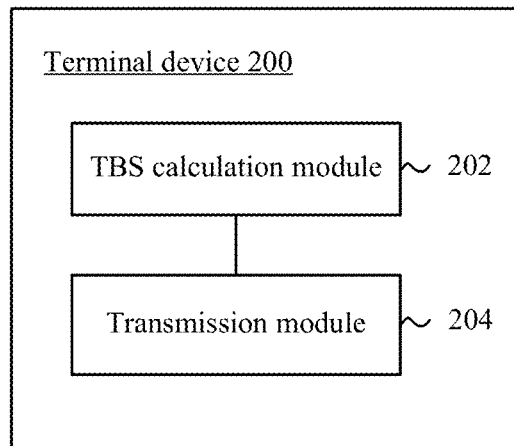 Terminal device 200
TBS calculation module 202
Transmission module 204